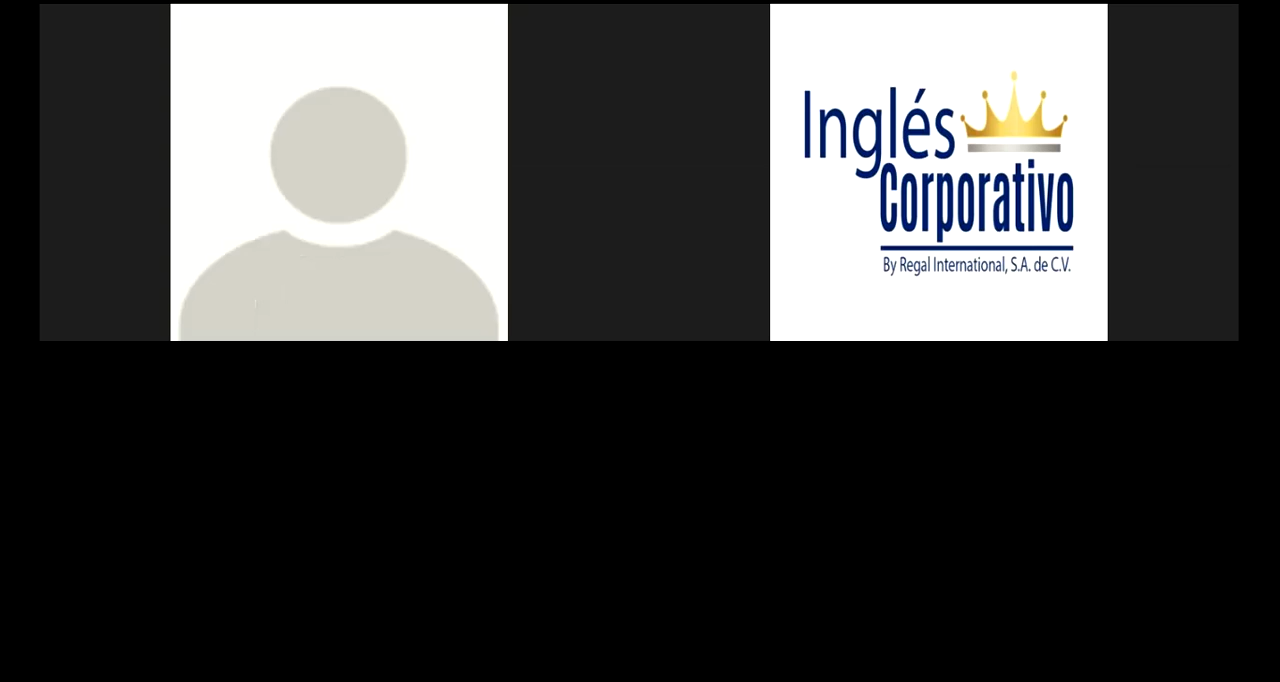 Inglés
Corporativo
By Regal International, S.A. de C.V.